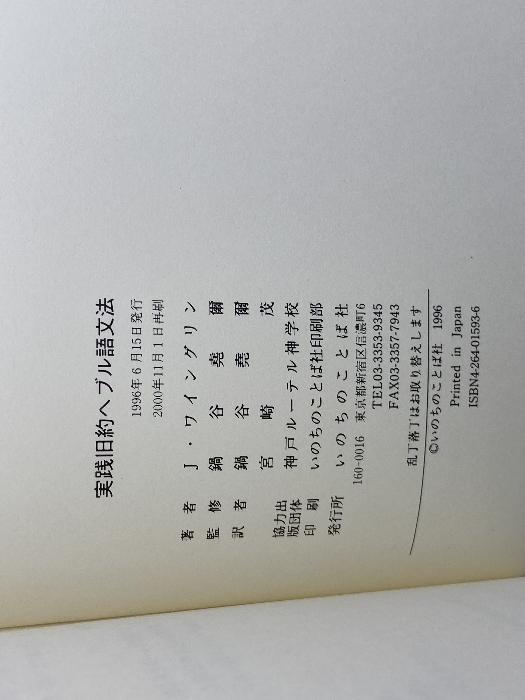 実践旧約ヘブル語文法
1996年6月15日発行
2000年11月1日再刷
著者 J・ワイングリン
監修 鍋谷堯爾
訳者 鍋谷堯爾
宮崎茂
協力出版団体 神戸ルーテル神学校
印刷 いのちのことば社印刷部
発行所 いのちのことば社
160-0016 東京都新宿区信濃町6
TEL03-3353-9345
FAX03-3357-7943
乱丁落丁はお取り替えします
©いのちのことば社 1996
Printed in Japan
ISBN4-264-01593-6